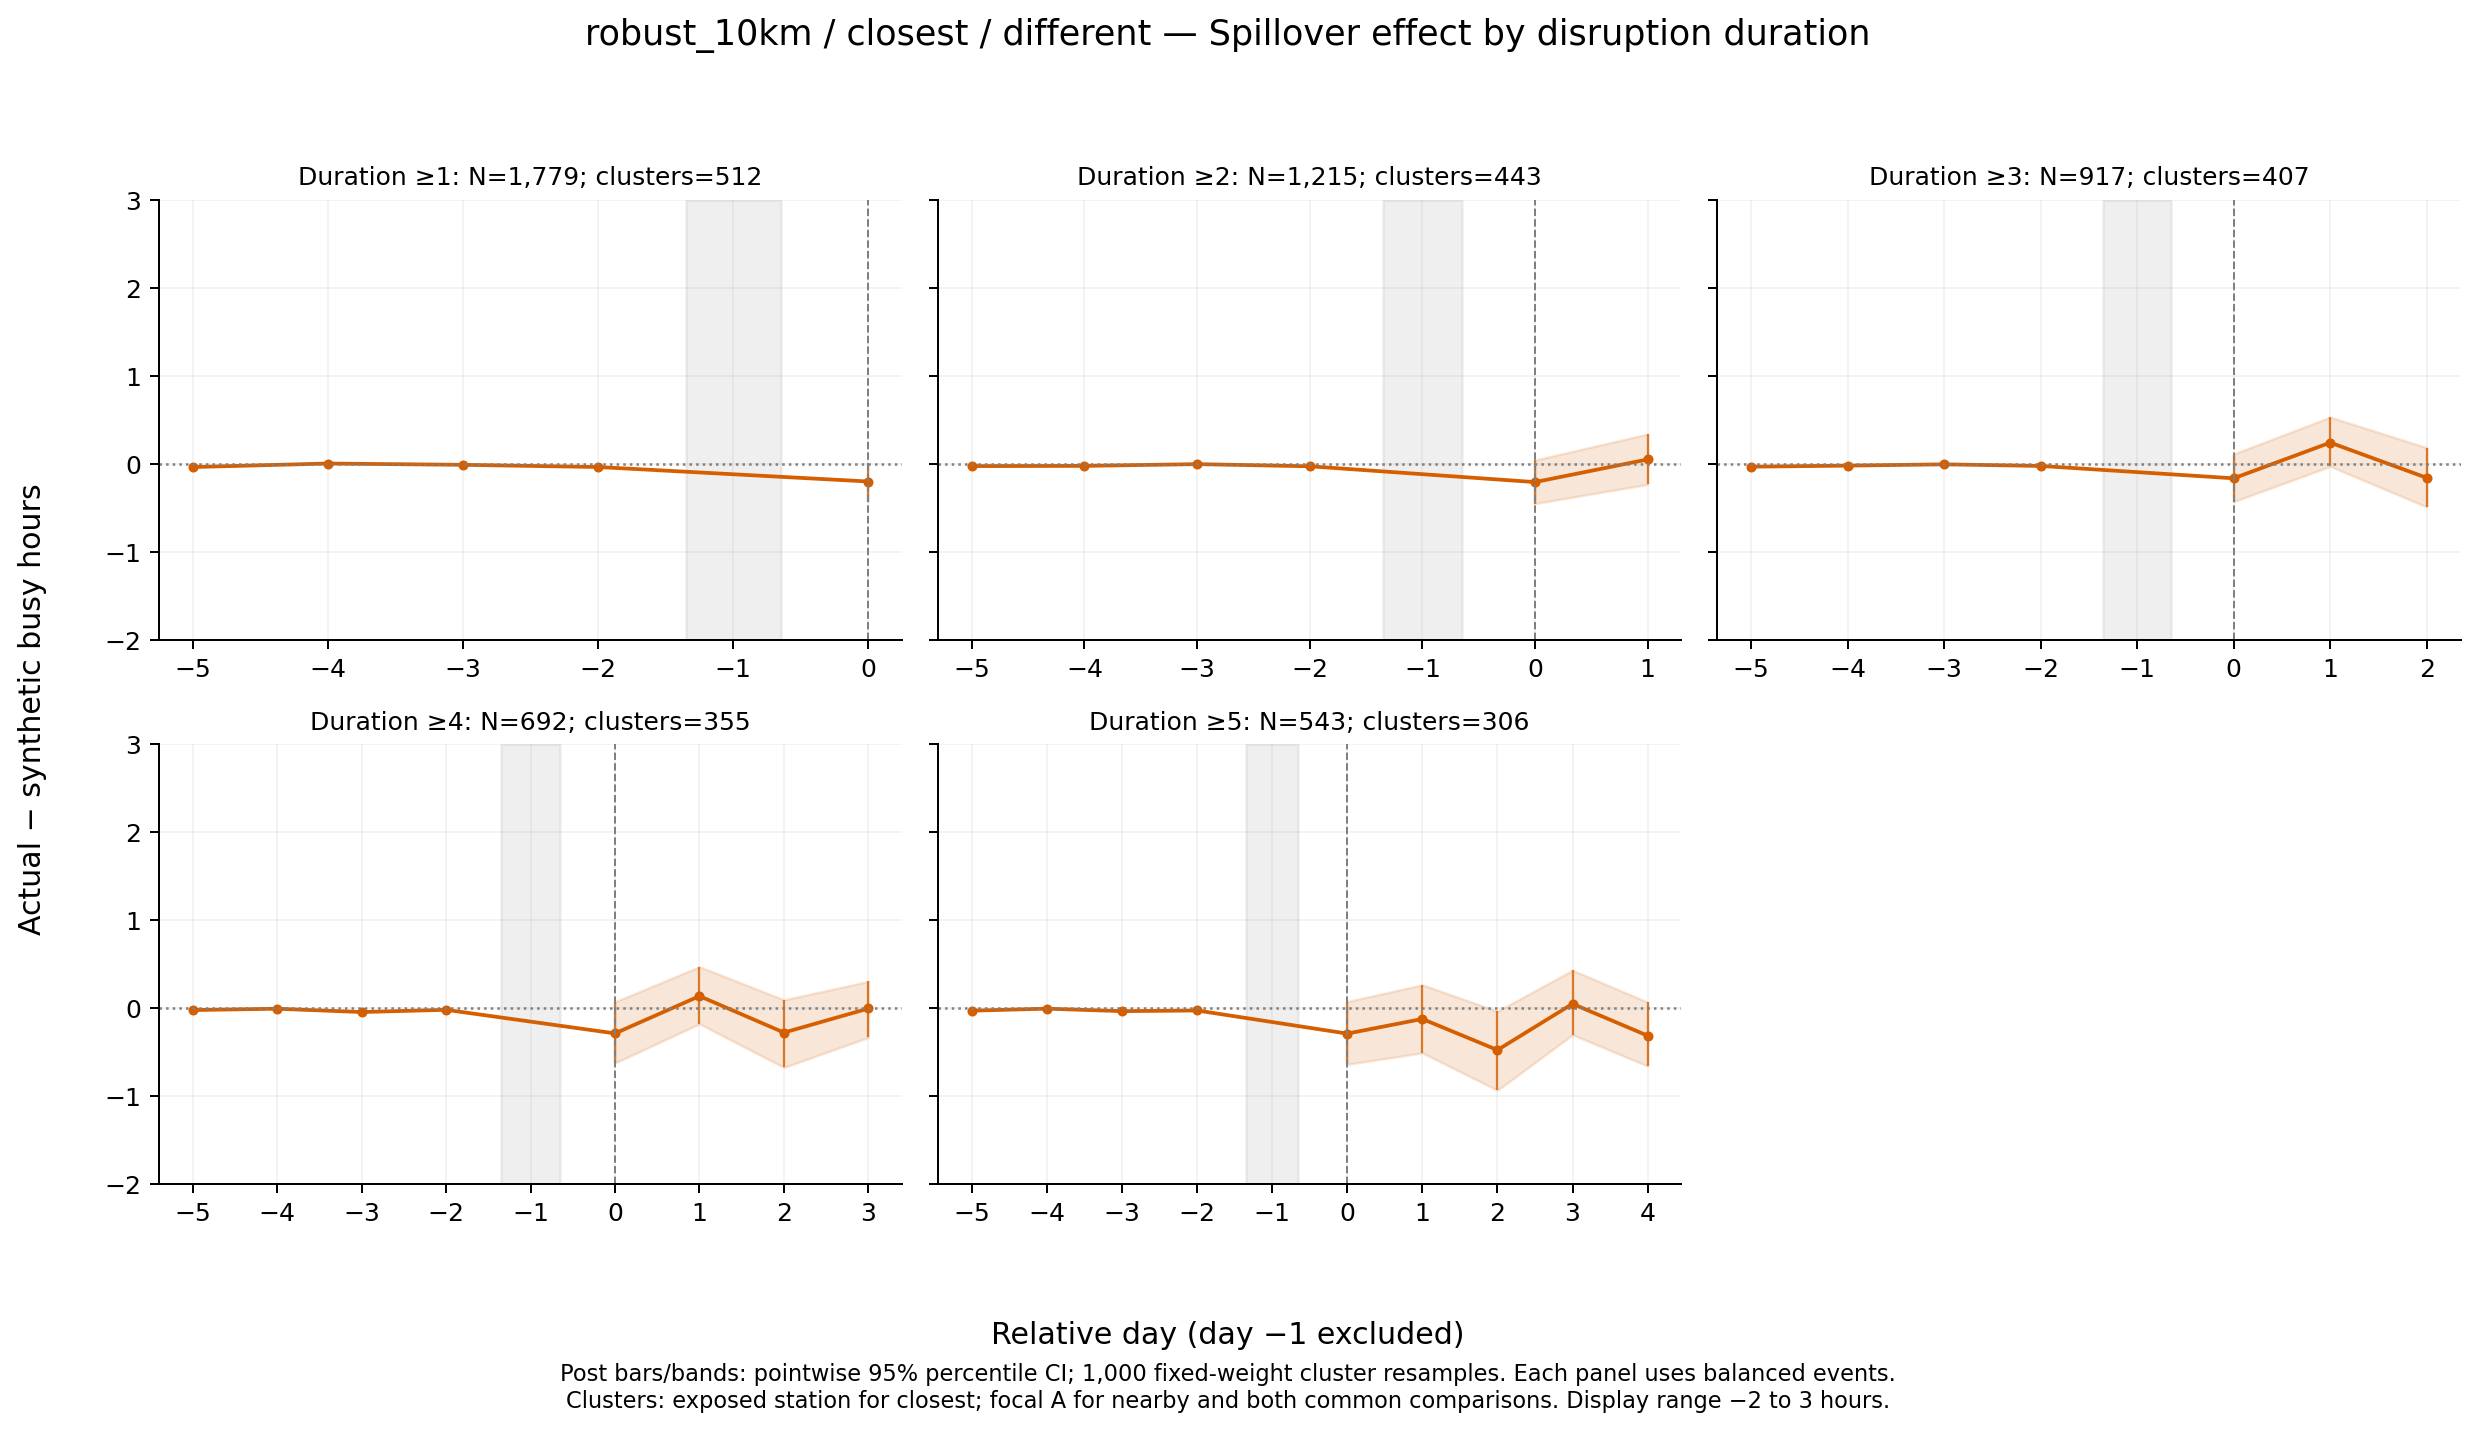 robust_10km / closest / different — Spillover effect by disruption duration
Actual − synthetic busy hours
Duration ≥1: N=1,779; clusters=512
3
2
1
0
−1
−2
−5 −4 −3 −2 −1 0
Duration ≥2: N=1,215; clusters=443
−5 −4 −3 −2 −1 0 1
Duration ≥3: N=917; clusters=407
−5 −4 −3 −2 −1 0 1 2
Duration ≥4: N=692; clusters=355
3
2
1
0
−1
−2
−5 −4 −3 −2 −1 0 1 2 3
Duration ≥5: N=543; clusters=306
−5 −4 −3 −2 −1 0 1 2 3 4
Relative day (day −1 excluded)
Post bars/bands: pointwise 95% percentile CI; 1,000 fixed-weight cluster resamples. Each panel uses balanced events.
Clusters: exposed station for closest; focal A for nearby and both common comparisons. Display range −2 to 3 hours.